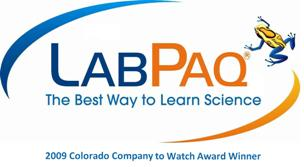 LABPAQ®
The Best Way to Learn Science
2009 Colorado Company to Watch Award Winner